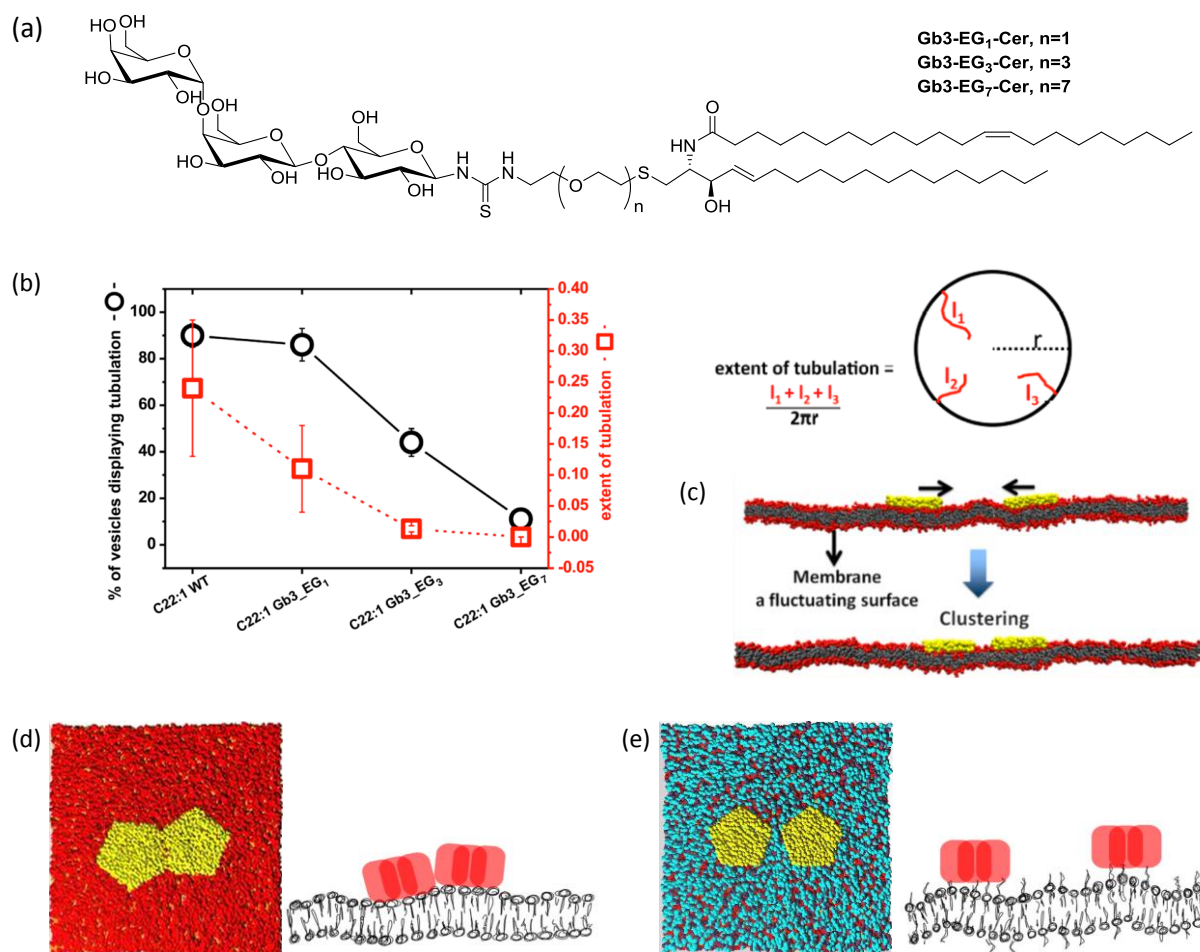 (a)
Gb3-EG₁-Cer, n=1
Gb3-EG₃-Cer, n=3
Gb3-EG₇-Cer, n=7
HO OH
O
HO
HO
O
OH
O
HO
HO
O
OH
O
HO
OH
N
H
S
H
N
O
n
S
HN
O
OH
(b)
% of vesicles displaying tubulation -O-
100
80
60
40
20
0
0.40
0.35
0.30
0.25
0.20
0.15
0.10
0.05
0.00
-0.05
extent of tubulation
C22:1 WT
C22:1 Gb3_EG₁
C22:1 Gb3_EG₃
C22:1 Gb3_EG₇
extent of tubulation =
l₁ + l₂ + l₃
2πr
l₁
r
l₂
l₃
(c)
Membrane
a fluctuating surface
Clustering
(d)
(e)